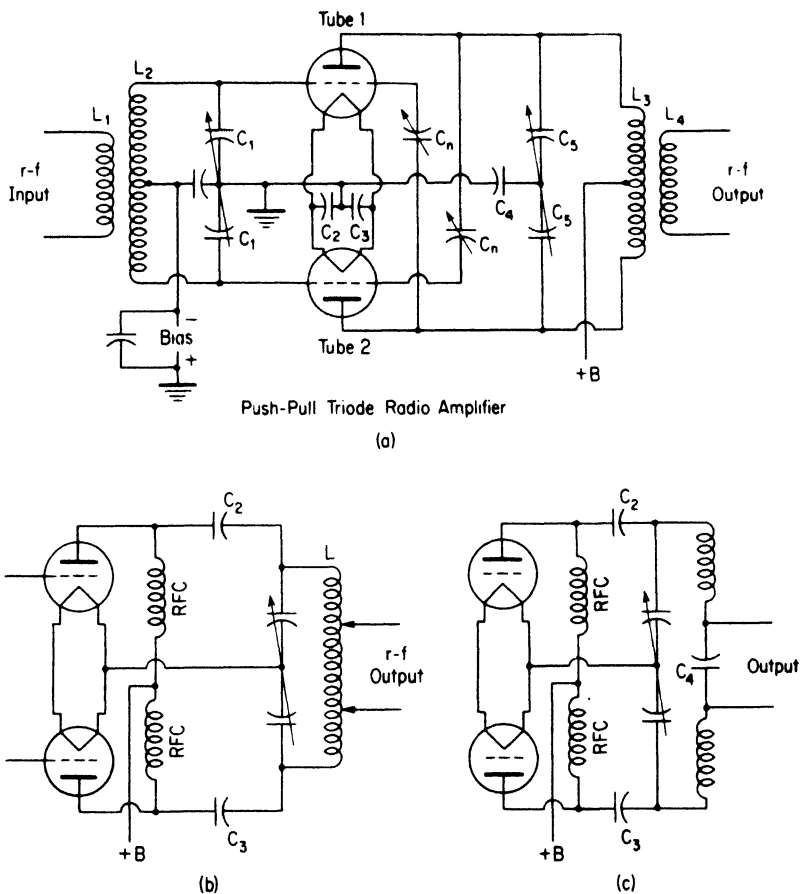 Tube 1
L2
L1
r-f
Input
C1
Cn
C5
L3
L4
r-f
Output
C2
C3
C4
C1
Cn
C5
−
Bias
+
Tube 2
+B
Push-Pull Triode Radio Amplifier
(a)
C2
RFC
L
r-f
Output
RFC
C3
+B
(b)
C2
RFC
C4
Output
RFC
C3
+B
(c)